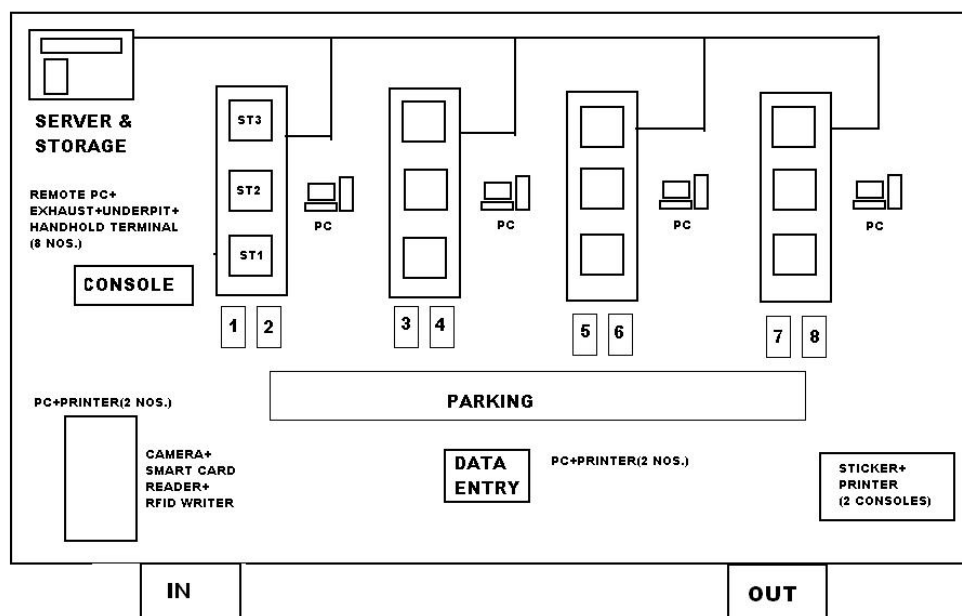 SERVER &
STORAGE
REMOTE PC+
EXHAUST+UNDERPIT+
HANDHOLD TERMINAL
(8 NOS.)
CONSOLE
ST3
ST2
ST1
PC
PC
PC
PC
1 2
3 4
5 6
7 8
PARKING
PC+PRINTER(2 NOS.)
CAMERA+
SMART CARD
READER+
RFID WRITER
DATA
ENTRY
PC+PRINTER(2 NOS.)
STICKER+
PRINTER
(2 CONSOLES)
IN
OUT